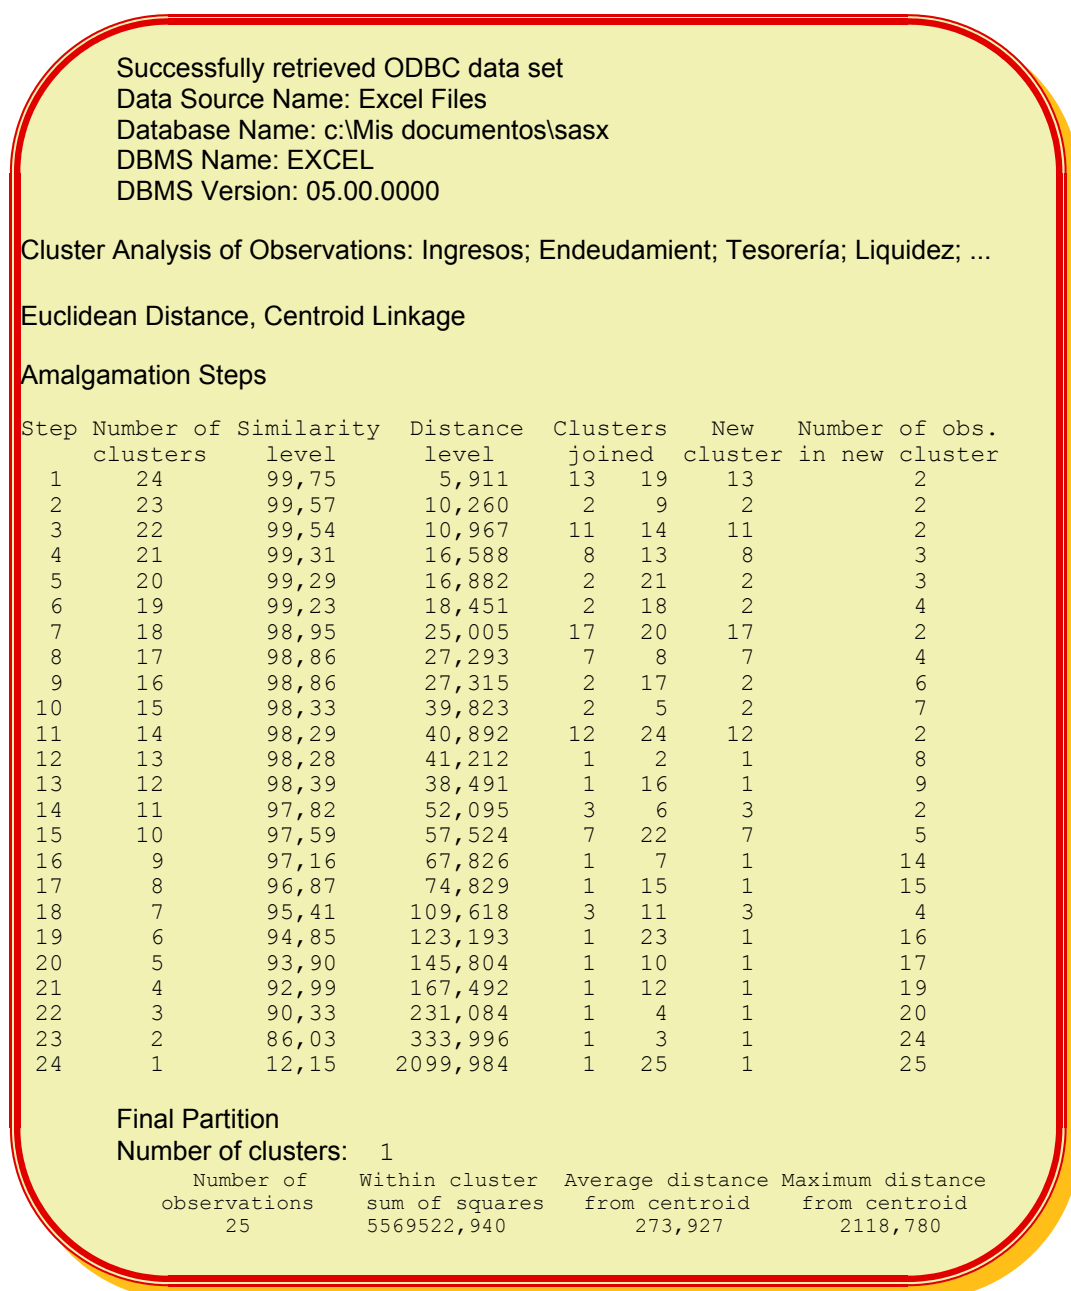 Successfully retrieved ODBC data set
Data Source Name: Excel Files
Database Name: c:\Mis documentos\sasx
DBMS Name: EXCEL
DBMS Version: 05.00.0000
Cluster Analysis of Observations: Ingresos; Endeudamient; Tesorería; Liquidez; ...
Euclidean Distance, Centroid Linkage
Amalgamation Steps
Step Number of Similarity Distance Clusters New Number of obs.
clusters level level joined cluster in new cluster
1 24 99,75 5,911 13 19 13 2
2 23 99,57 10,260 2 9 2 2
3 22 99,54 10,967 11 14 11 2
4 21 99,31 16,588 8 13 8 3
5 20 99,29 16,882 2 21 2 3
6 19 99,23 18,451 2 18 2 4
7 18 98,95 25,005 17 20 17 2
8 17 98,86 27,293 7 8 7 4
9 16 98,86 27,315 2 17 2 6
10 15 98,33 39,823 2 5 2 7
11 14 98,29 40,892 12 24 12 2
12 13 98,28 41,212 1 2 1 8
13 12 98,39 38,491 1 16 1 9
14 11 97,82 52,095 3 6 3 2
15 10 97,59 57,524 7 22 7 5
16 9 97,16 67,826 1 7 1 14
17 8 96,87 74,829 1 15 1 15
18 7 95,41 109,618 3 11 3 4
19 6 94,85 123,193 1 23 1 16
20 5 93,90 145,804 1 10 1 17
21 4 92,99 167,492 1 12 1 19
22 3 90,33 231,084 1 4 1 20
23 2 86,03 333,996 1 3 1 24
24 1 12,15 2099,984 1 25 1 25
Final Partition
Number of clusters: 1
Number of Within cluster Average distance Maximum distance
observations sum of squares from centroid from centroid
25 5569522,940 273,927 2118,780